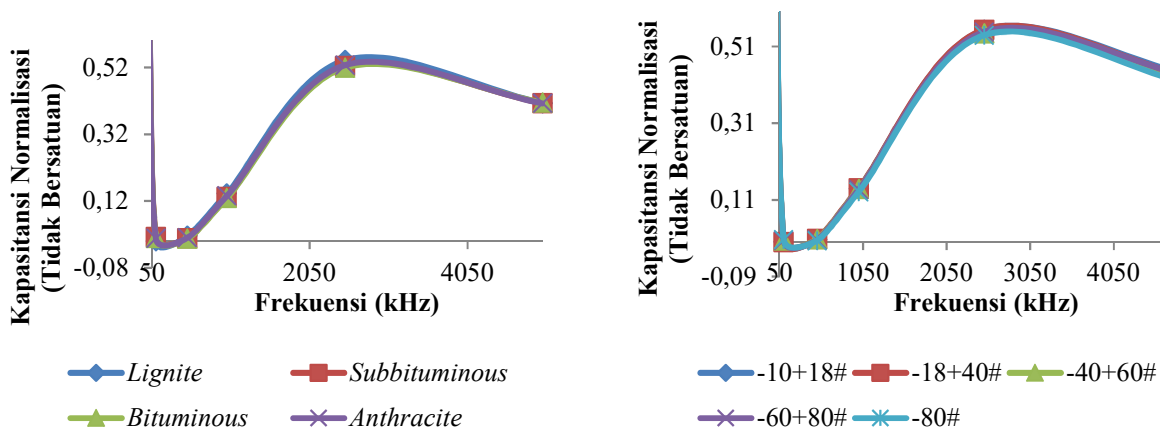 Kapasitansi Normalisasi
(Tidak Bersatuan)
0,52
0,32
0,12
-0,08
50
2050
4050
Frekuensi (kHz)
Lignite
Subbituminous
Bituminous
Anthracite
Kapasitansi Normalisasi
(Tidak Bersatuan)
0,51
0,31
0,11
-0,09
50
1050
2050
3050
4050
Frekuensi (kHz)
-10+18#
-18+40#
-40+60#
-60+80#
-80#